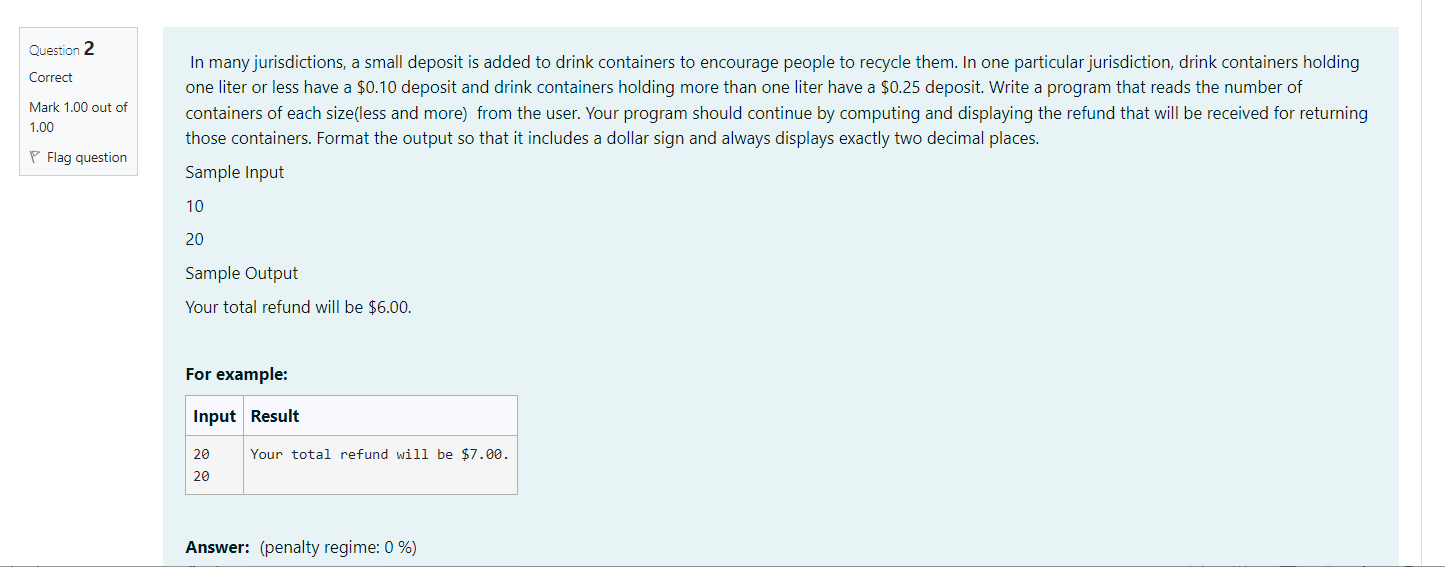 Question 2
Correct
Mark 1.00 out of
1.00
Flag question
In many jurisdictions, a small deposit is added to drink containers to encourage people to recycle them. In one particular jurisdiction, drink containers holding
one liter or less have a $0.10 deposit and drink containers holding more than one liter have a $0.25 deposit. Write a program that reads the number of
containers of each size(less and more)  from the user. Your program should continue by computing and displaying the refund that will be received for returning
those containers. Format the output so that it includes a dollar sign and always displays exactly two decimal places.
Sample Input
10
20
Sample Output
Your total refund will be $6.00.
For example:
Input Result
20 Your total refund will be $7.00.
20
Answer: (penalty regime: 0 %)